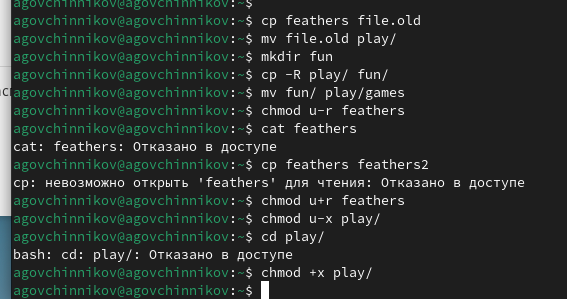 agovchinnikov@agovchinnikov:~$
agovchinnikov@agovchinnikov:~$ cp feathers file.old
agovchinnikov@agovchinnikov:~$ mv file.old play/
agovchinnikov@agovchinnikov:~$ mkdir fun
agovchinnikov@agovchinnikov:~$ cp -R play/ fun/
agovchinnikov@agovchinnikov:~$ mv fun/ play/games
agovchinnikov@agovchinnikov:~$ chmod u-r feathers
agovchinnikov@agovchinnikov:~$ cat feathers
cat: feathers: Отказано в доступе
agovchinnikov@agovchinnikov:~$ cp feathers feathers2
cp: невозможно открыть 'feathers' для чтения: Отказано в доступе
agovchinnikov@agovchinnikov:~$ chmod u+r feathers
agovchinnikov@agovchinnikov:~$ chmod u-x play/
agovchinnikov@agovchinnikov:~$ cd play/
bash: cd: play/: Отказано в доступе
agovchinnikov@agovchinnikov:~$ chmod +x play/
agovchinnikov@agovchinnikov:~$